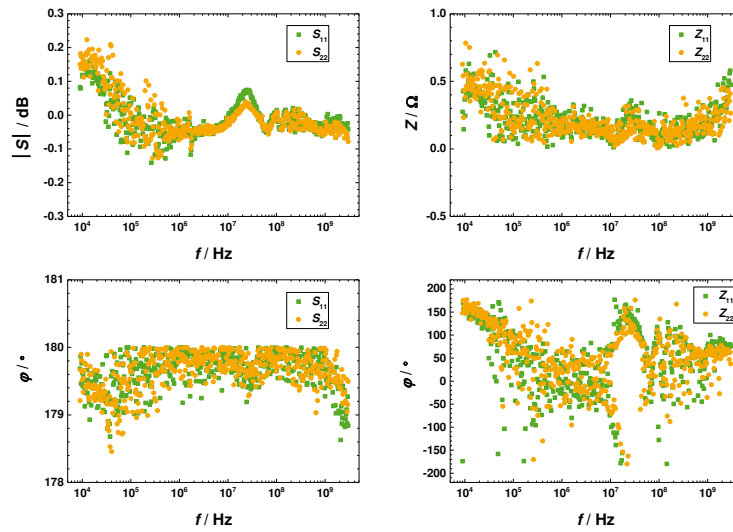 0.3
0.2
0.1
0.0
-0.1
-0.2
-0.3
|S| / dB
S11
S22
10^4 10^5 10^6 10^7 10^8 10^9
f / Hz
1.0
0.5
0.0
-0.5
Z / Ω
Z11
Z22
10^4 10^5 10^6 10^7 10^8 10^9
f / Hz
181
180
179
178
φ / °
S11
S22
10^4 10^5 10^6 10^7 10^8 10^9
f / Hz
200
150
100
50
0
-50
-100
-150
-200
φ / °
Z11
Z22
10^4 10^5 10^6 10^7 10^8 10^9
f / Hz